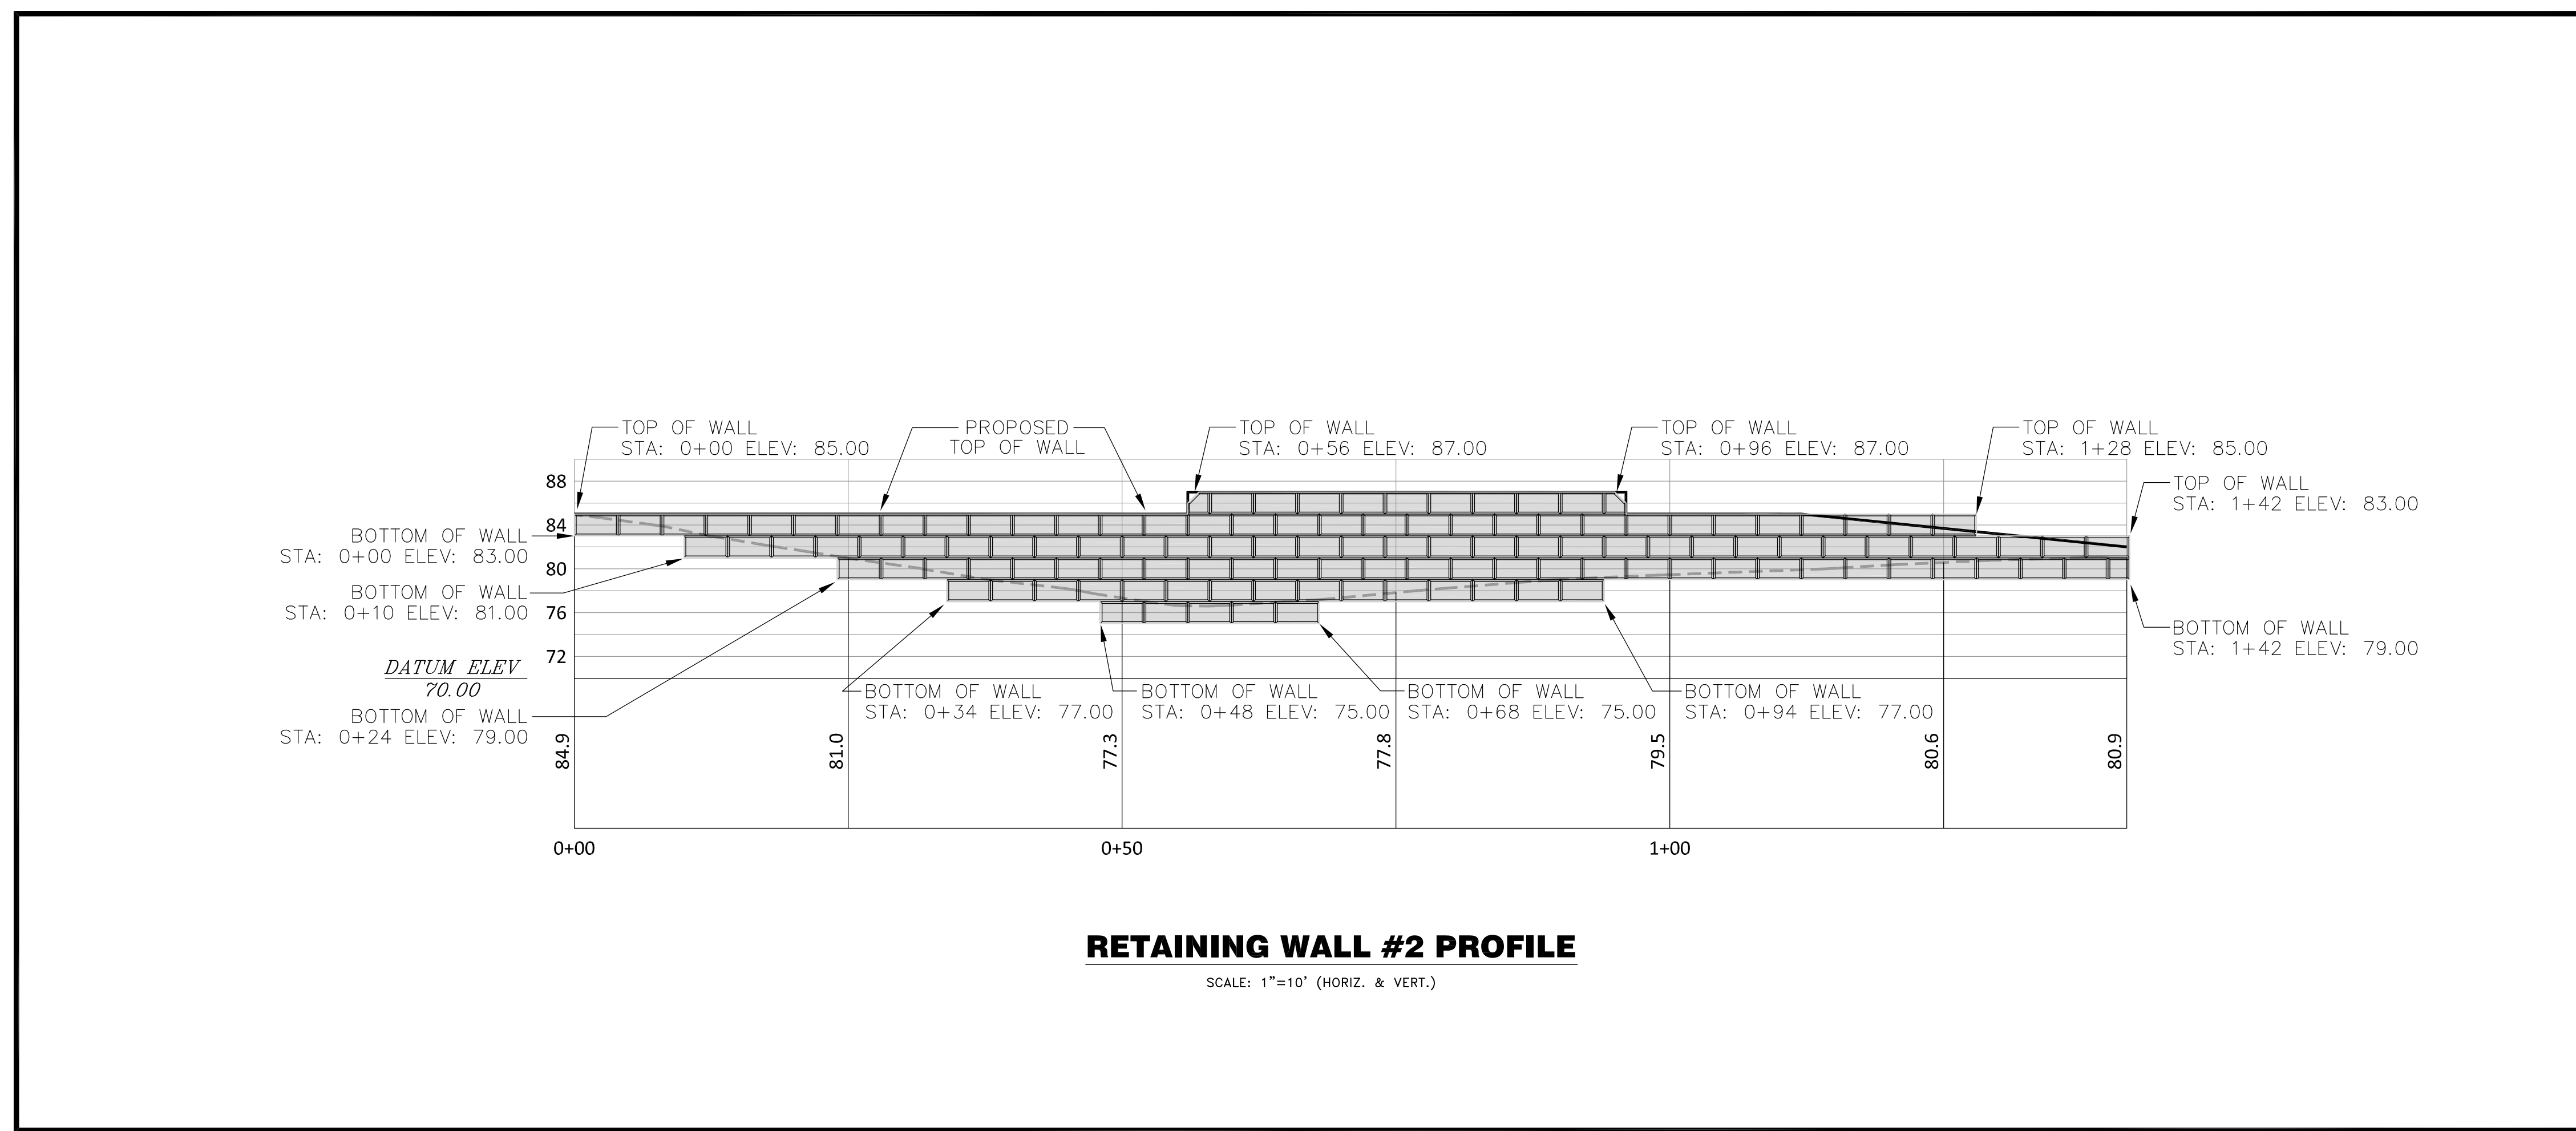 TOP OF WALL
STA: 0+00 ELEV: 85.00
PROPOSED
TOP OF WALL
TOP OF WALL
STA: 0+56 ELEV: 87.00
TOP OF WALL
STA: 0+96 ELEV: 87.00
TOP OF WALL
STA: 1+28 ELEV: 85.00
TOP OF WALL
STA: 1+42 ELEV: 83.00
88
84
80
76
72
BOTTOM OF WALL
STA: 0+00 ELEV: 83.00
BOTTOM OF WALL
STA: 0+10 ELEV: 81.00
DATUM ELEV
70.00
BOTTOM OF WALL
STA: 0+24 ELEV: 79.00
BOTTOM OF WALL
STA: 0+34 ELEV: 77.00
BOTTOM OF WALL
STA: 0+48 ELEV: 75.00
BOTTOM OF WALL
STA: 0+68 ELEV: 75.00
BOTTOM OF WALL
STA: 0+94 ELEV: 77.00
BOTTOM OF WALL
STA: 1+42 ELEV: 79.00
84.9
81.0
77.3
77.8
79.5
80.6
80.9
0+00
0+50
1+00
RETAINING WALL #2 PROFILE
SCALE: 1"=10' (HORIZ. & VERT.)